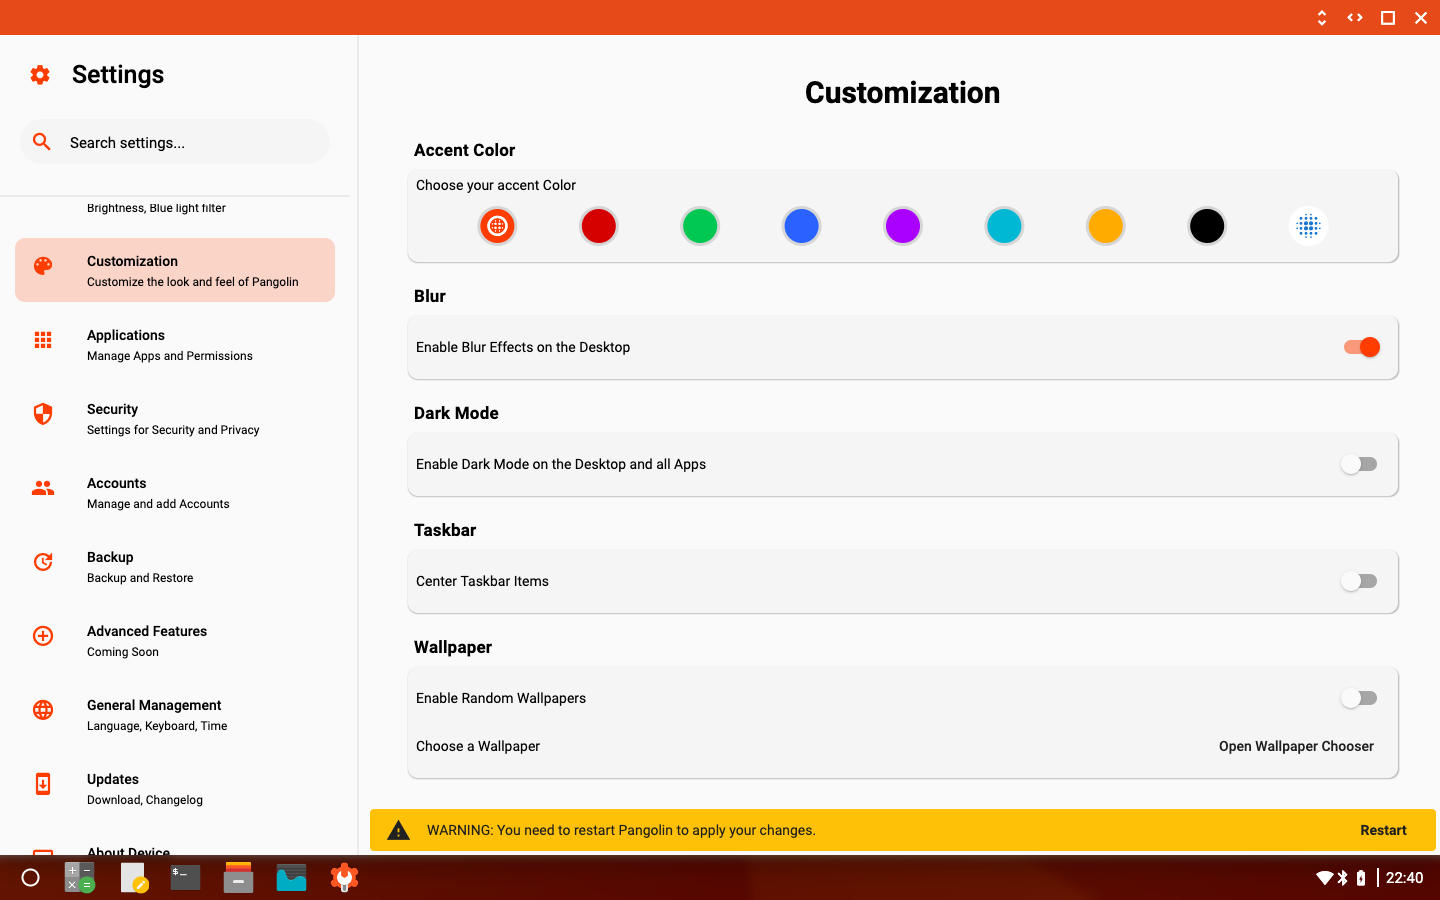 Settings
Search settings...
Brightness, Blue light filter
Customization
Customize the look and feel of Pangolin
Applications
Manage Apps and Permissions
Security
Settings for Security and Privacy
Accounts
Manage and add Accounts
Backup
Backup and Restore
Advanced Features
Coming Soon
General Management
Language, Keyboard, Time
Updates
Download, Changelog
About Device
Customization
Accent Color
Choose your accent Color
Blur
Enable Blur Effects on the Desktop
Dark Mode
Enable Dark Mode on the Desktop and all Apps
Taskbar
Center Taskbar Items
Wallpaper
Enable Random Wallpapers
Choose a Wallpaper
Open Wallpaper Chooser
WARNING: You need to restart Pangolin to apply your changes.
Restart
$_
22:40